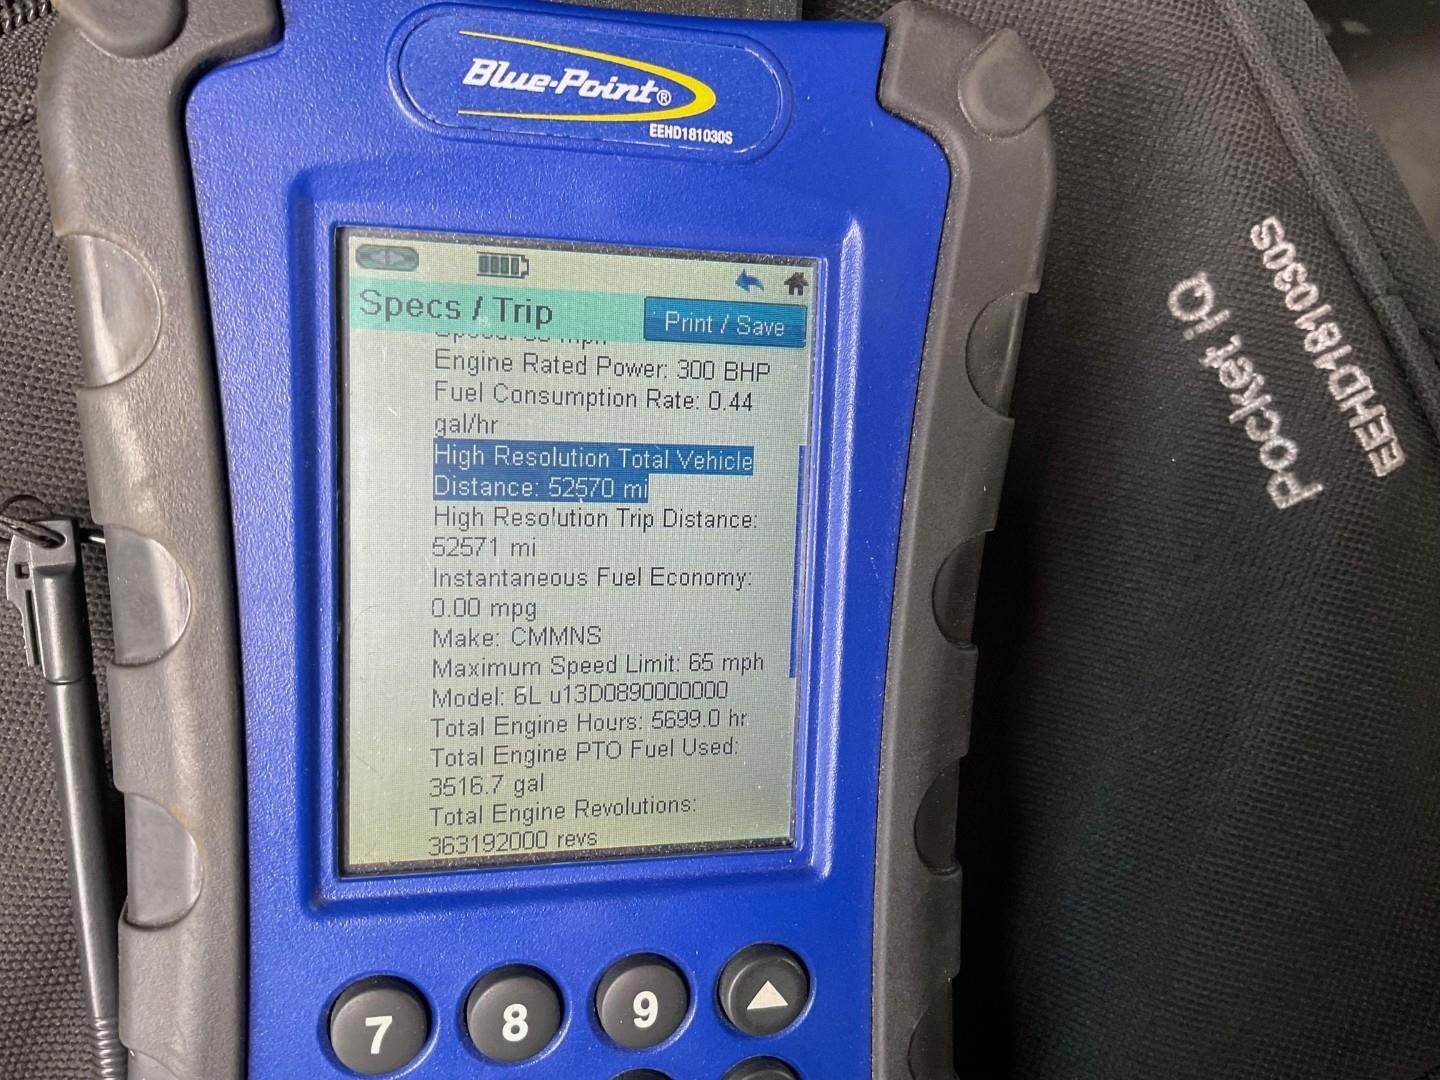 Blue-Point®
EEHD181030S
Specs / Trip
Print / Save
Engine Rated Power: 300 BHP
Fuel Consumption Rate: 0.44
gal/hr
High Resolution Total Vehicle
Distance: 52570 mi
High Resolution Trip Distance:
52571 mi
Instantaneous Fuel Economy:
0.00 mpg
Make: CMMNS
Maximum Speed Limit: 65 mph
Model: 6L u13D0890000000
Total Engine Hours: 5699.0 hr
Total Engine PTO Fuel Used:
3516.7 gal
Total Engine Revolutions:
363192000 revs
7 8 9
Pocket iQ
EEHD181030S